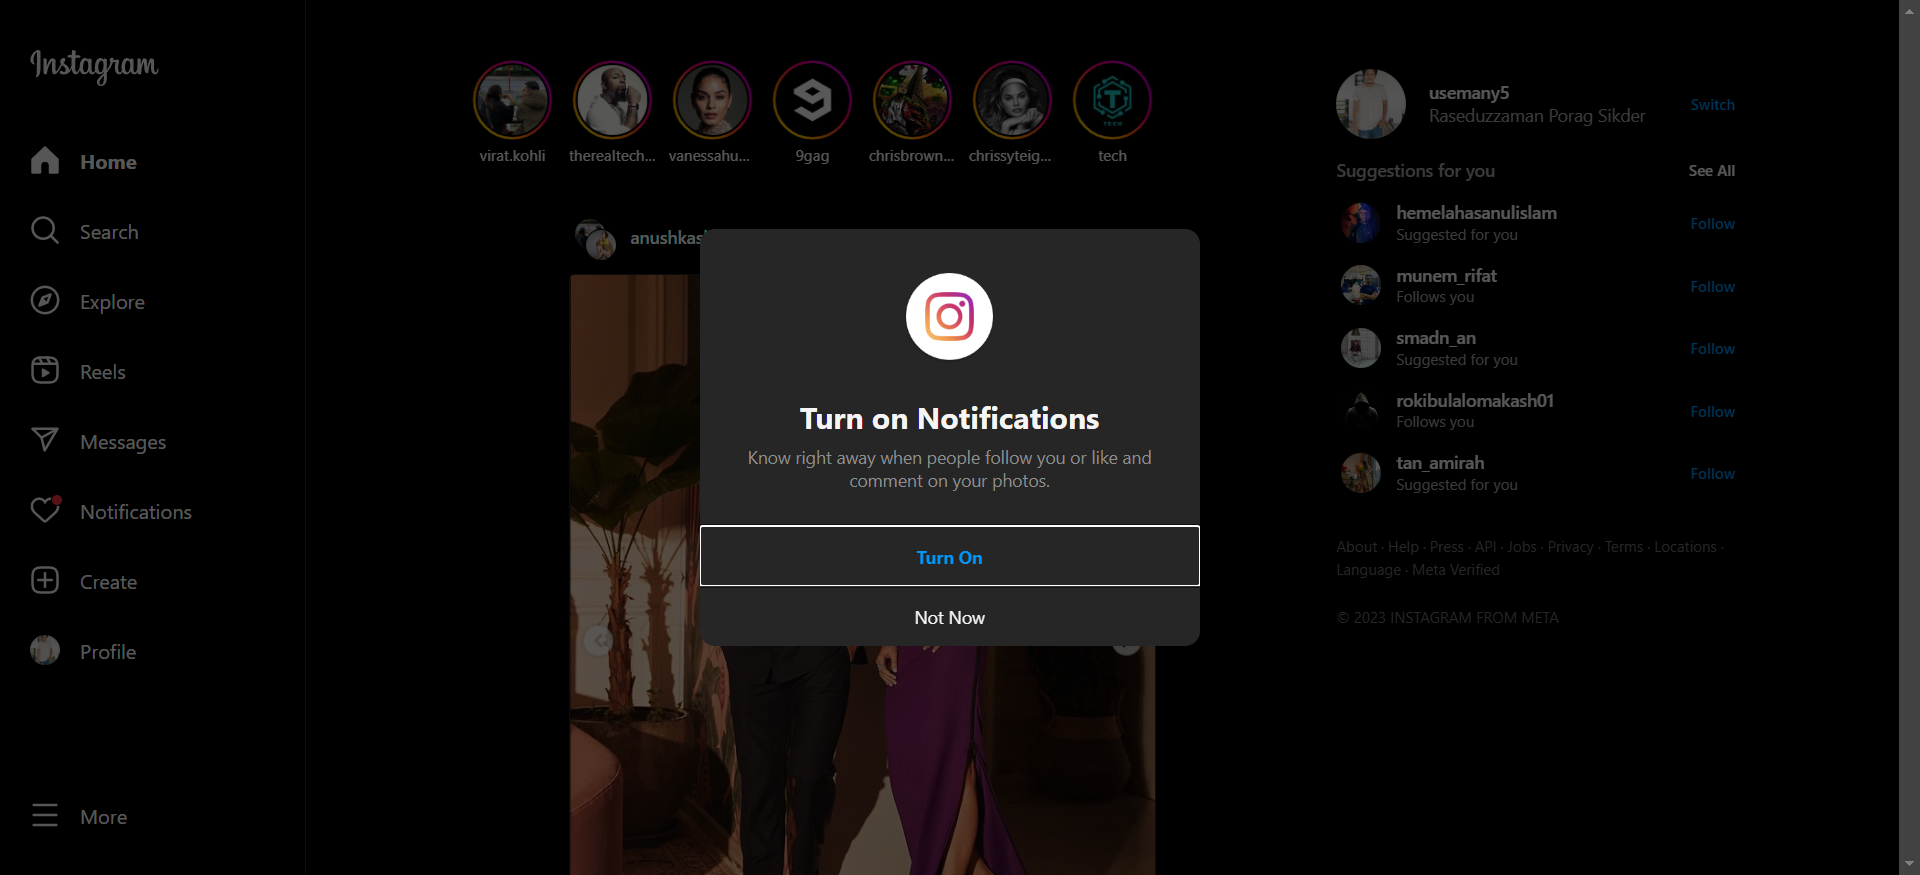 Instagram
Home
Search
Explore
Reels
Messages
Notifications
Create
Profile
More
virat.kohli
therealtech...
vanessahu...
9gag
chrisbrown...
chrissyteig...
tech
TECH
anushkas
Turn on Notifications
Know right away when people follow you or like and
comment on your photos.
Turn On
Not Now
usemany5
Raseduzzaman Porag Sikder
Switch
Suggestions for you
See All
hemelahasanulislam
Suggested for you
Follow
munem_rifat
Follows you
Follow
smadn_an
Suggested for you
Follow
rokibulalomakash01
Follows you
Follow
tan_amirah
Suggested for you
Follow
About · Help · Press · API · Jobs · Privacy · Terms · Locations ·
Language · Meta Verified
© 2023 INSTAGRAM FROM META